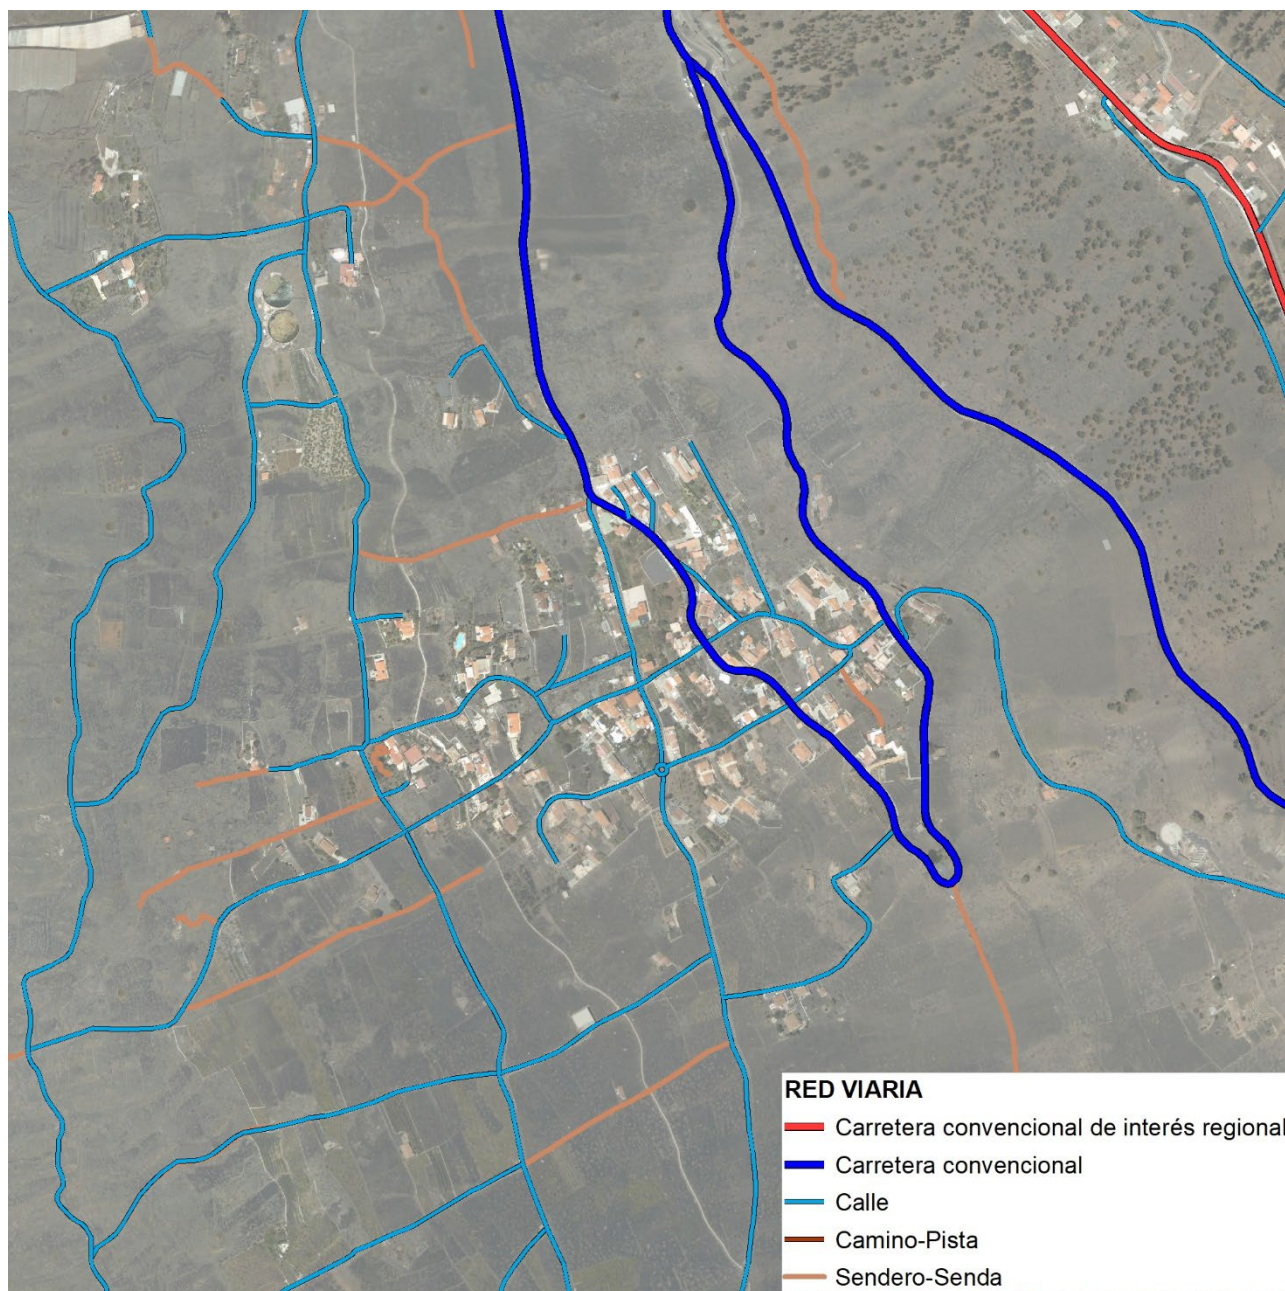 RED VIARIA
Carretera convencional de interés regional
Carretera convencional
Calle
Camino-Pista
Sendero-Senda